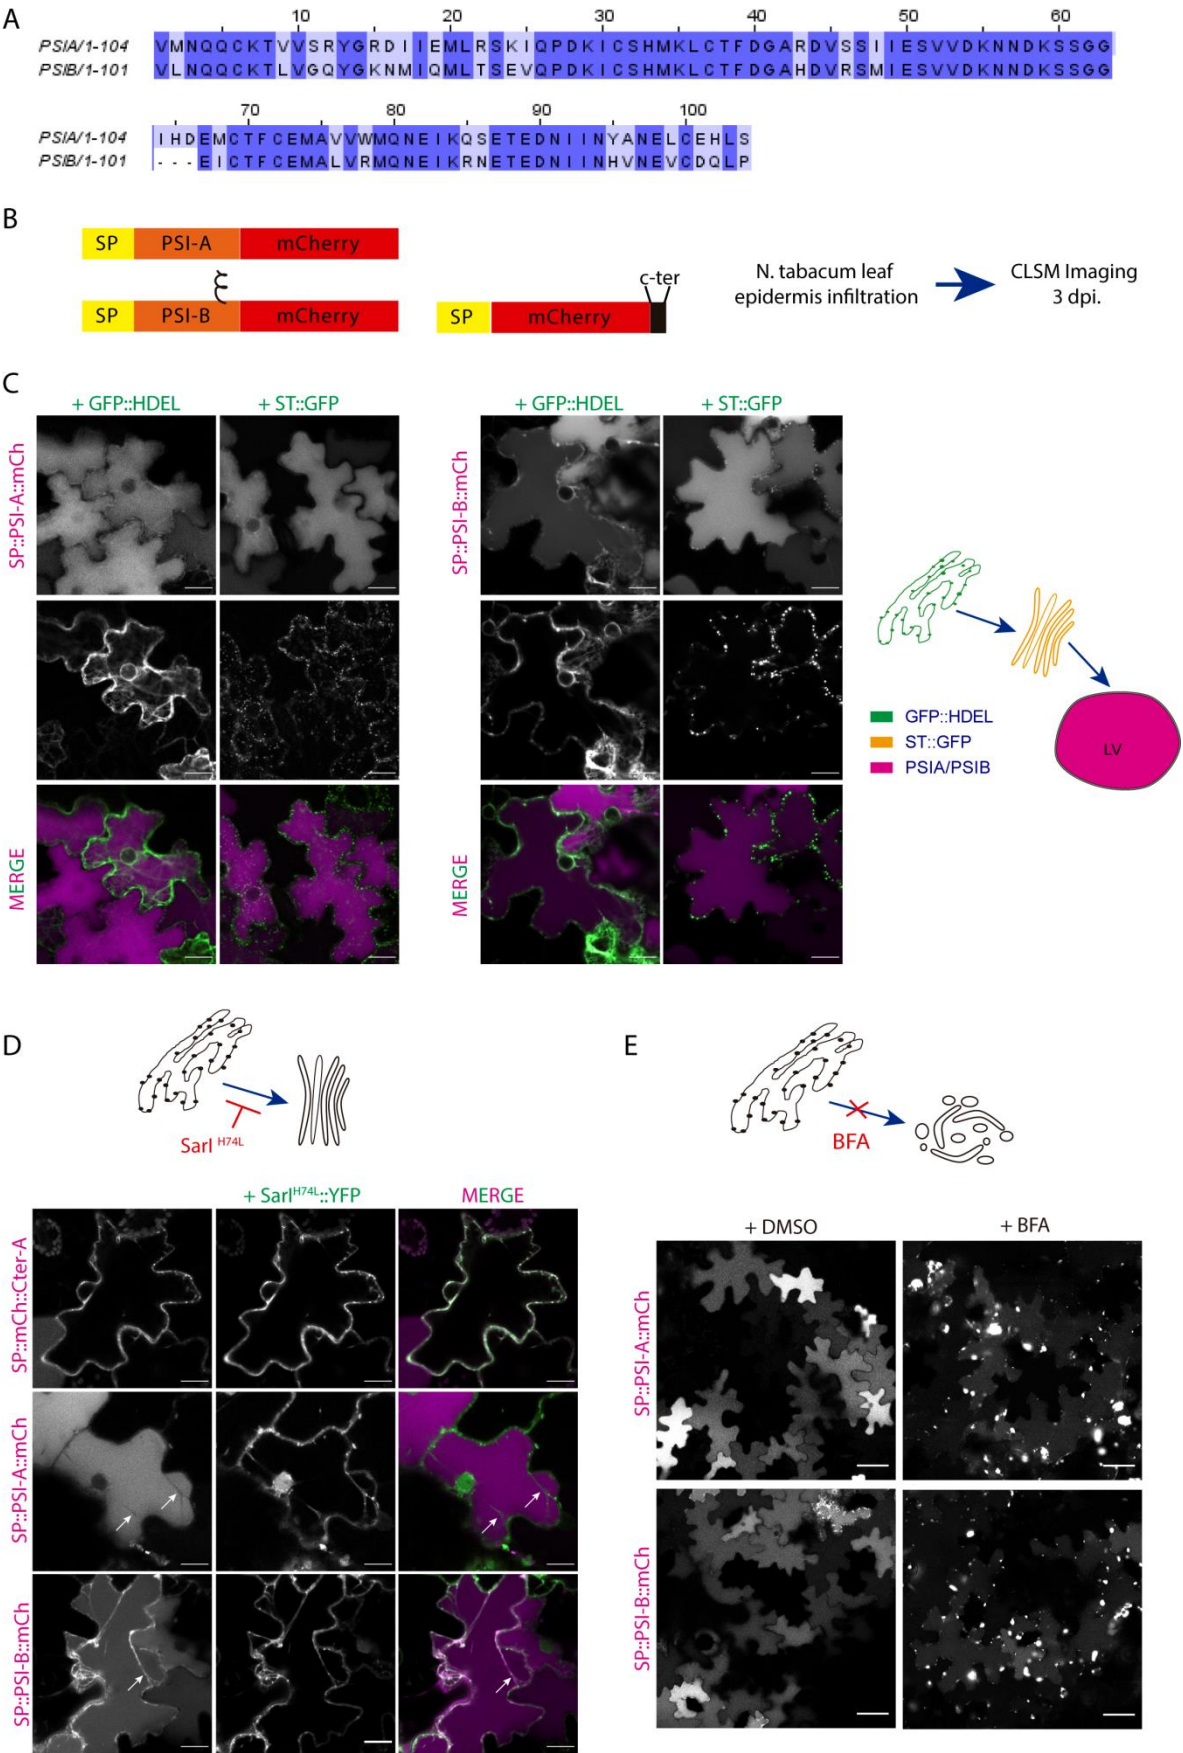 A
10 20 30 40 50 60
PSIA/1-104 VMNQQCKTVVSRYGRDIIEMLRSKIQPDKICSHMKLCTFDGARDVSSIIESVVDKNNDKSSGG
PSIB/1-101 VLNQQCKTLVGQYGKNMIQMLTSEVQPDKICSHMKLCTFDGAHDVRSMIESVVDKNNDKSSGG
70 80 90 100
PSIA/1-104 IHDEMCTFCEMAVVWMQNEIKQSETEDNIINYANELCEHLS
PSIB/1-101 - - - EICTFCEMALVRMQNEIKRNETEDNIINHVNEVCDQLP
B
SP PSI-A mCherry
SP PSI-B mCherry
c-ter
SP mCherry
N. tabacum leaf
epidermis infiltration
CLSM Imaging
3 dpi.
C
+ GFP::HDEL + ST::GFP
+ GFP::HDEL + ST::GFP
SP::PSI-A::mCh
SP::PSI-B::mCh
MERGE
MERGE
GFP::HDEL
ST::GFP
PSIA/PSIB
LV
D
SarI H74L
+ SarIH74L::YFP MERGE
SP::mCh::Cter-A
SP::PSI-A::mCh
SP::PSI-B::mCh
E
BFA
+ DMSO + BFA
SP::PSI-A::mCh
SP::PSI-B::mCh